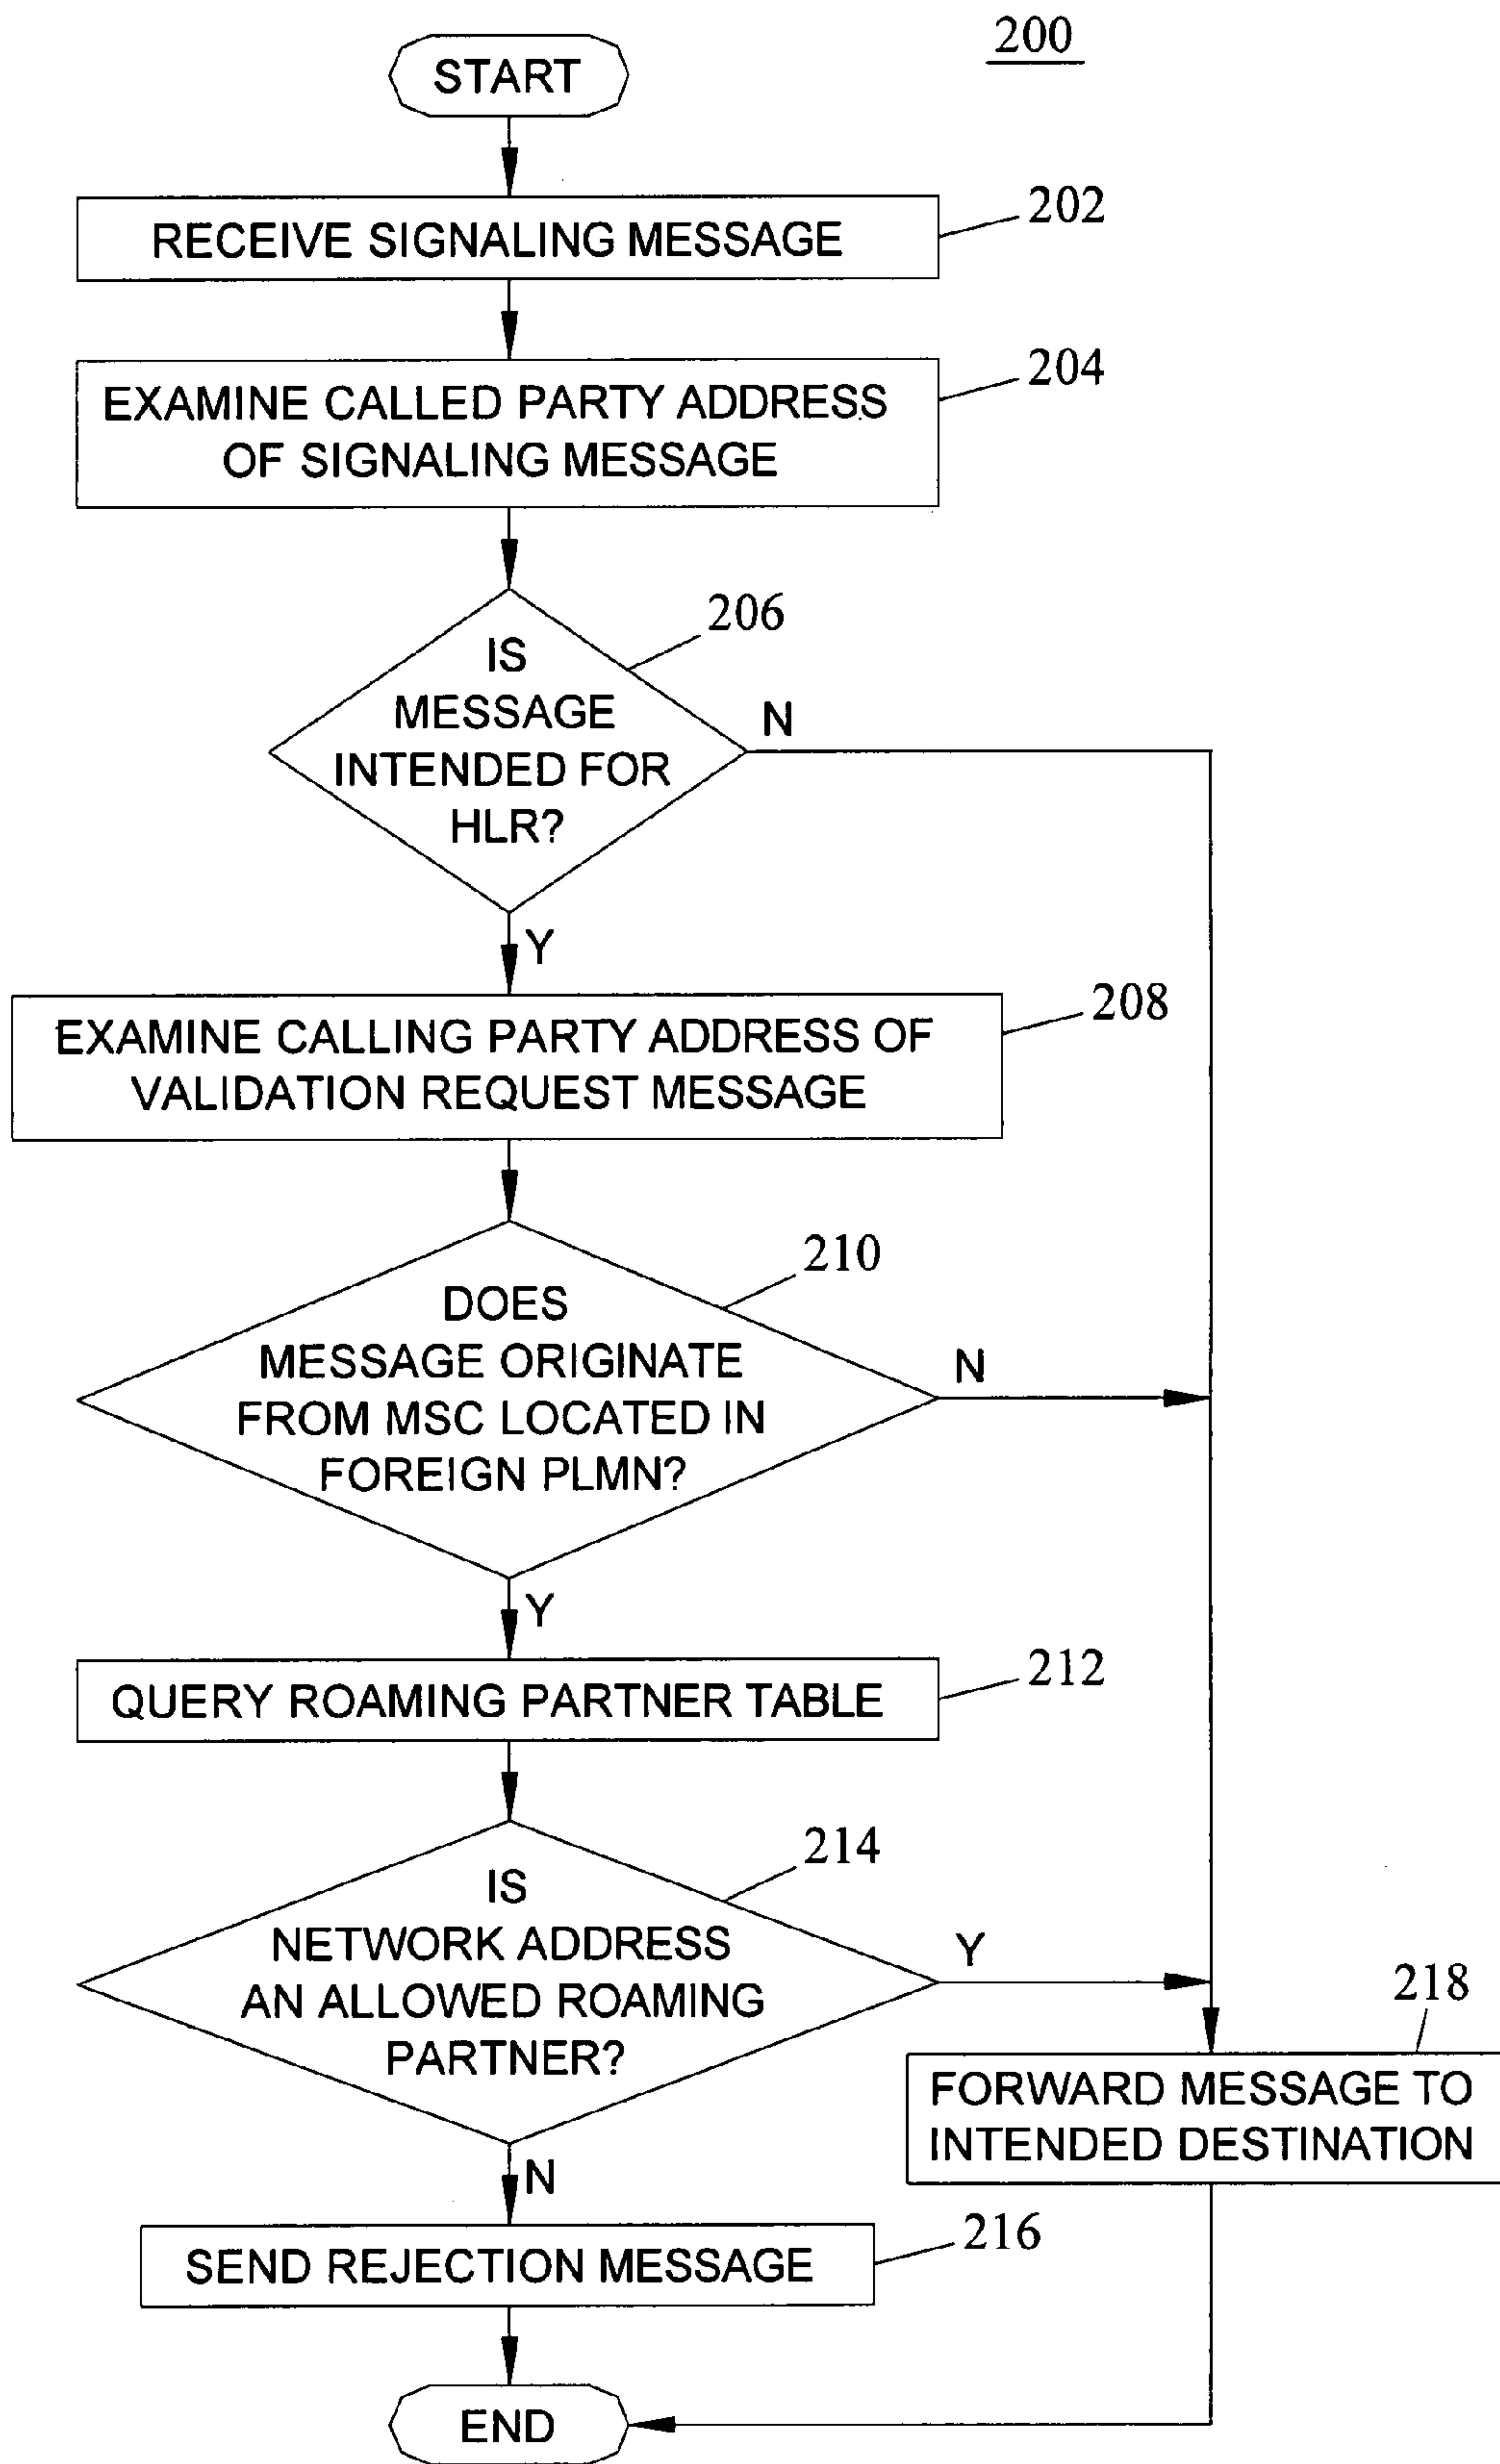 200
START
RECEIVE SIGNALING MESSAGE
202
EXAMINE CALLED PARTY ADDRESS
OF SIGNALING MESSAGE
204
IS
MESSAGE
INTENDED FOR
HLR?
206
N
Y
EXAMINE CALLING PARTY ADDRESS OF
VALIDATION REQUEST MESSAGE
208
DOES
MESSAGE ORIGINATE
FROM MSC LOCATED IN
FOREIGN PLMN?
210
N
Y
QUERY ROAMING PARTNER TABLE
212
IS
NETWORK ADDRESS
AN ALLOWED ROAMING
PARTNER?
214
Y
N
218
FORWARD MESSAGE TO
INTENDED DESTINATION
SEND REJECTION MESSAGE
216
END